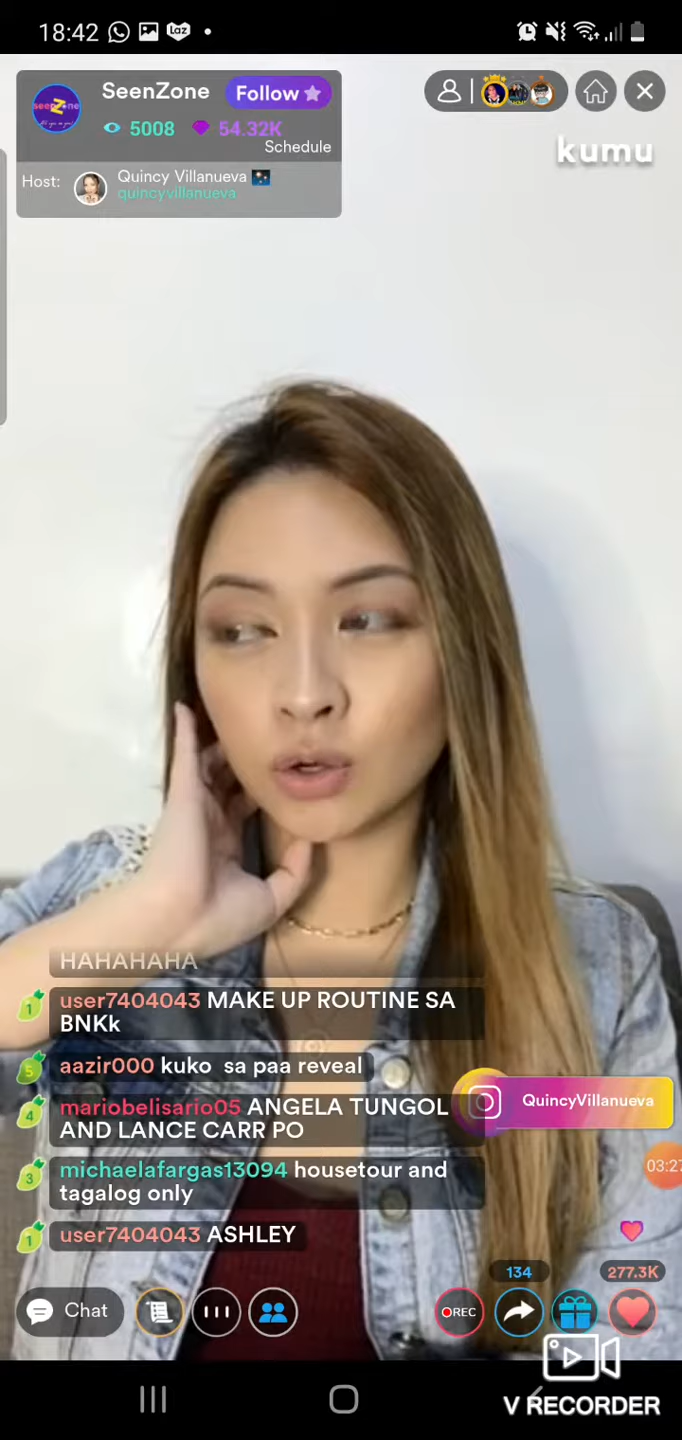 18:42
Laz
SeenZone
Follow
5008
54.32K
Schedule
Host:
Quincy Villanueva
quincyvillanueva
kumu
HAHAHAHA
user7404043 MAKE UP ROUTINE SA
BNKk
aazir000 kuko sa paa reveal
mariobelisario05 ANGELA TUNGOL
AND LANCE CARR PO
QuincyVillanueva
michaelafargas13094 housetour and
tagalog only
03:27
user7404043 ASHLEY
134
277.3K
Chat
REC
V RECORDER